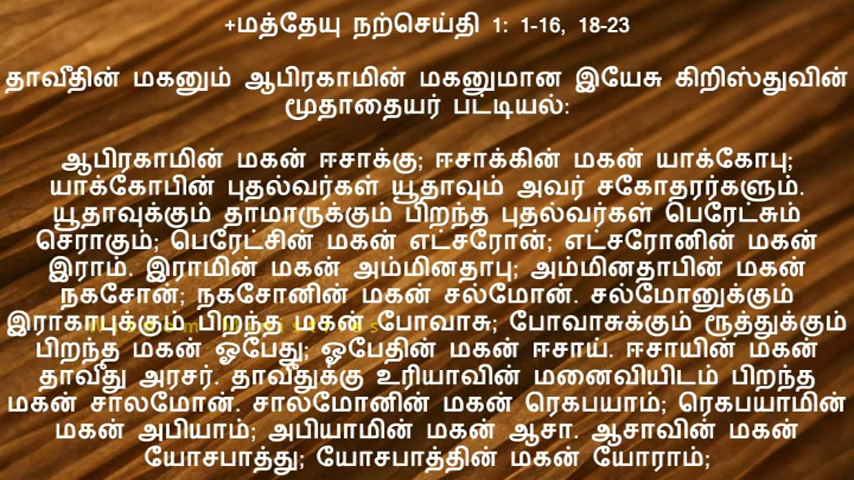 +மத்தேயு நற்செய்தி 1: 1-16, 18-23
தாவீதின் மகனும் ஆபிரகாமின் மகனுமான இயேசு கிறிஸ்துவின்
மூதாதையர் பட்டியல்:
ஆபிரகாமின் மகன் ஈசாக்கு; ஈசாக்கின் மகன் யாக்கோபு;
யாக்கோபின் புதல்வர்கள் யூதாவும் அவர் சகோதரர்களும்.
யூதாவுக்கும் தாமாருக்கும் பிறந்த புதல்வர்கள் பெரேட்சும்
செராகும்; பெரேட்சின் மகன் எட்சரோன்; எட்சரோனின் மகன்
இராம். இராமின் மகன் அம்மினதாபு; அம்மினதாபின் மகன்
நகசோன்; நகசோனின் மகன் சல்மோன். சல்மோனுக்கும்
இராகாபுக்கும் பிறந்த மகன் போவாசு; போவாசுக்கும் ரூத்துக்கும்
பிறந்த மகன் ஓபேது; ஓபேதின் மகன் ஈசாய். ஈசாயின் மகன்
தாவீது அரசர். தாவீதுக்கு உரியாவின் மனைவியிடம் பிறந்த
மகன் சாலமோன். சாலமோனின் மகன் ரெகபயாம்; ரெகபயாமின்
மகன் அபியாம்; அபியாமின் மகன் ஆசா. ஆசாவின் மகன்
யோசபாத்து; யோசபாத்தின் மகன் யோராம்;